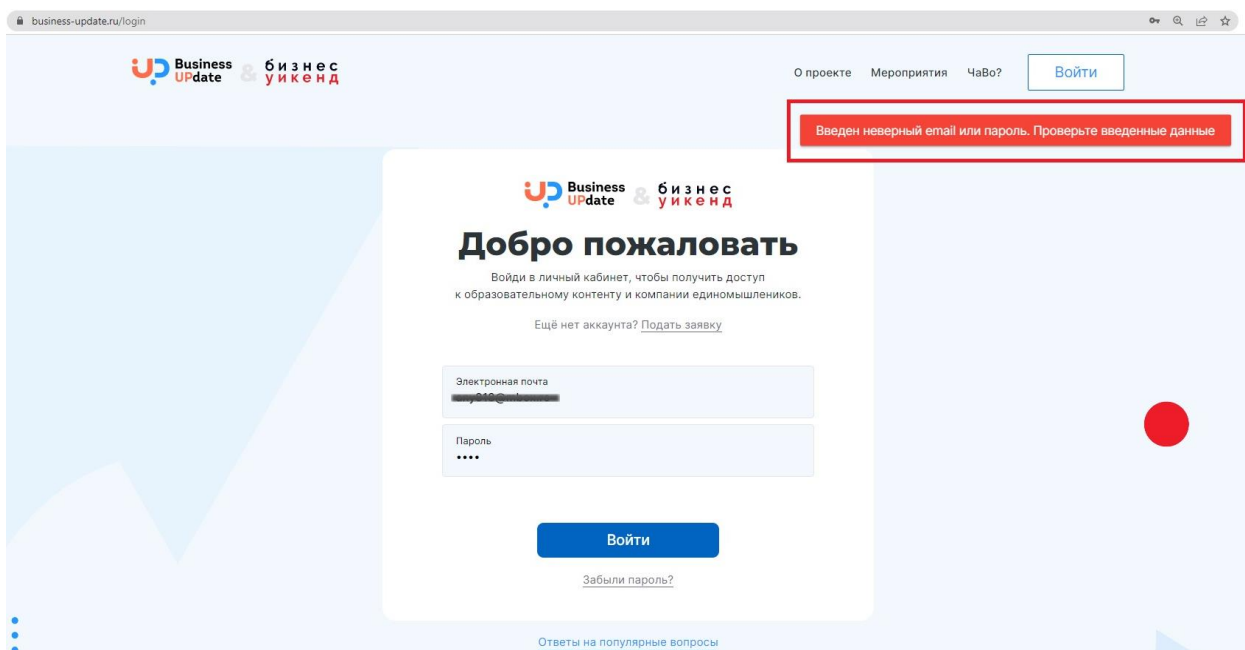 business-update.ru/login
Business UPdate & бизнес уикенд
О проекте Мероприятия ЧаВо? Войти
Введен неверный email или пароль. Проверьте введенные данные
Business UPdate & бизнес уикенд
Добро пожаловать
Войди в личный кабинет, чтобы получить доступ
к образовательному контенту и компании единомышлеников.
Ещё нет аккаунта? Подать заявку
Электронная почта
Пароль
••••
Войти
Забыли пароль?
Ответы на популярные вопросы